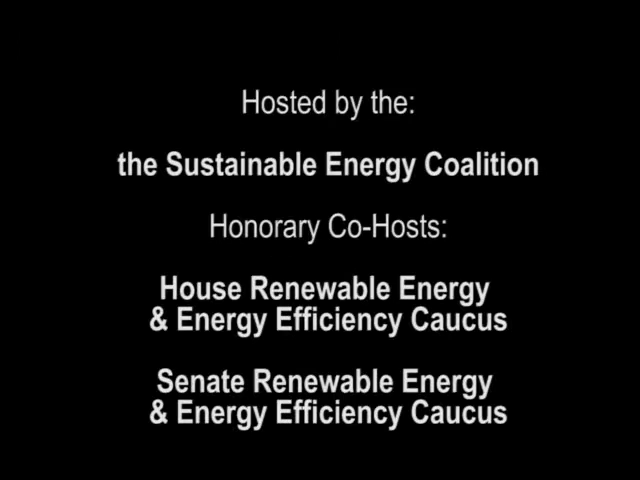 Hosted by the:
the Sustainable Energy Coalition
Honorary Co-Hosts:
House Renewable Energy
& Energy Efficiency Caucus
Senate Renewable Energy
& Energy Efficiency Caucus